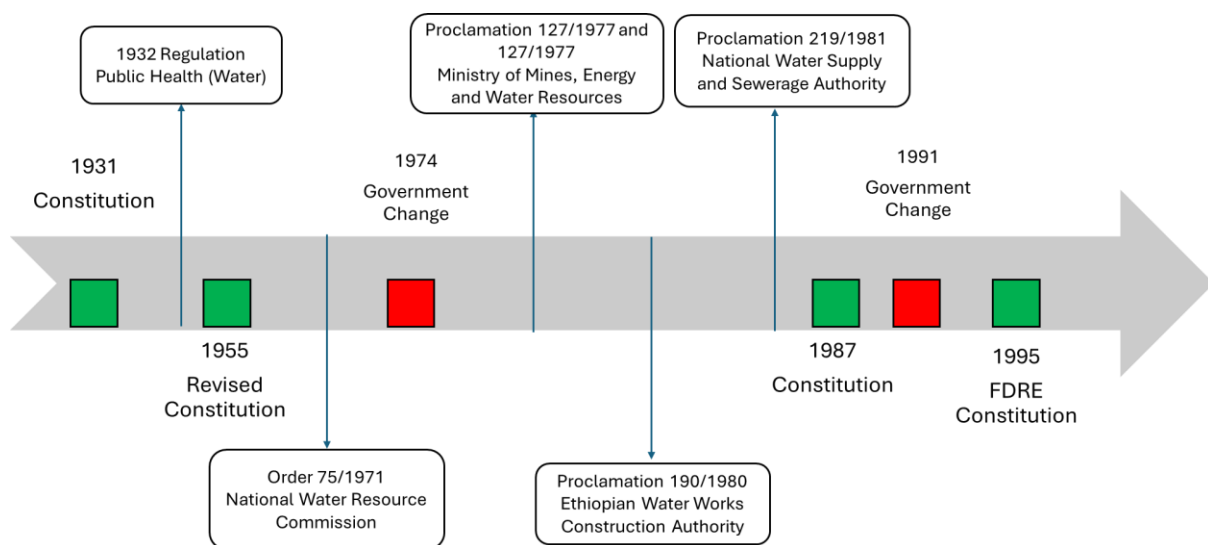 1932 Regulation
Public Health (Water)
Proclamation 127/1977 and
127/1977
Ministry of Mines, Energy
and Water Resources
Proclamation 219/1981
National Water Supply
and Sewerage Authority
1931
Constitution
1974
Government
Change
1991
Government
Change
1955
Revised
Constitution
1987
Constitution
1995
FDRE
Constitution
Order 75/1971
National Water Resource
Commission
Proclamation 190/1980
Ethiopian Water Works
Construction Authority